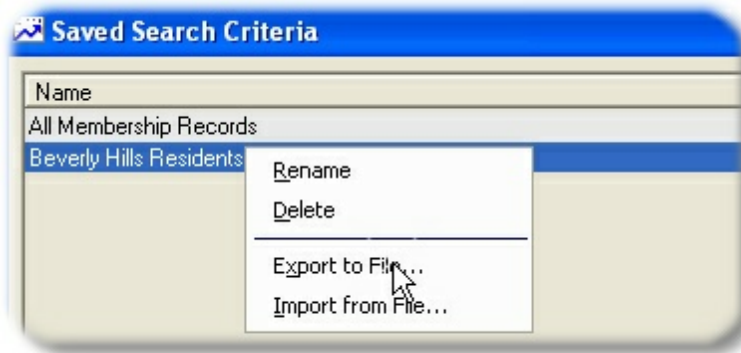 Saved Search Criteria
Name
All Membership Records
Beverly Hills Residents
Rename
Delete
Export to File...
Import from File...